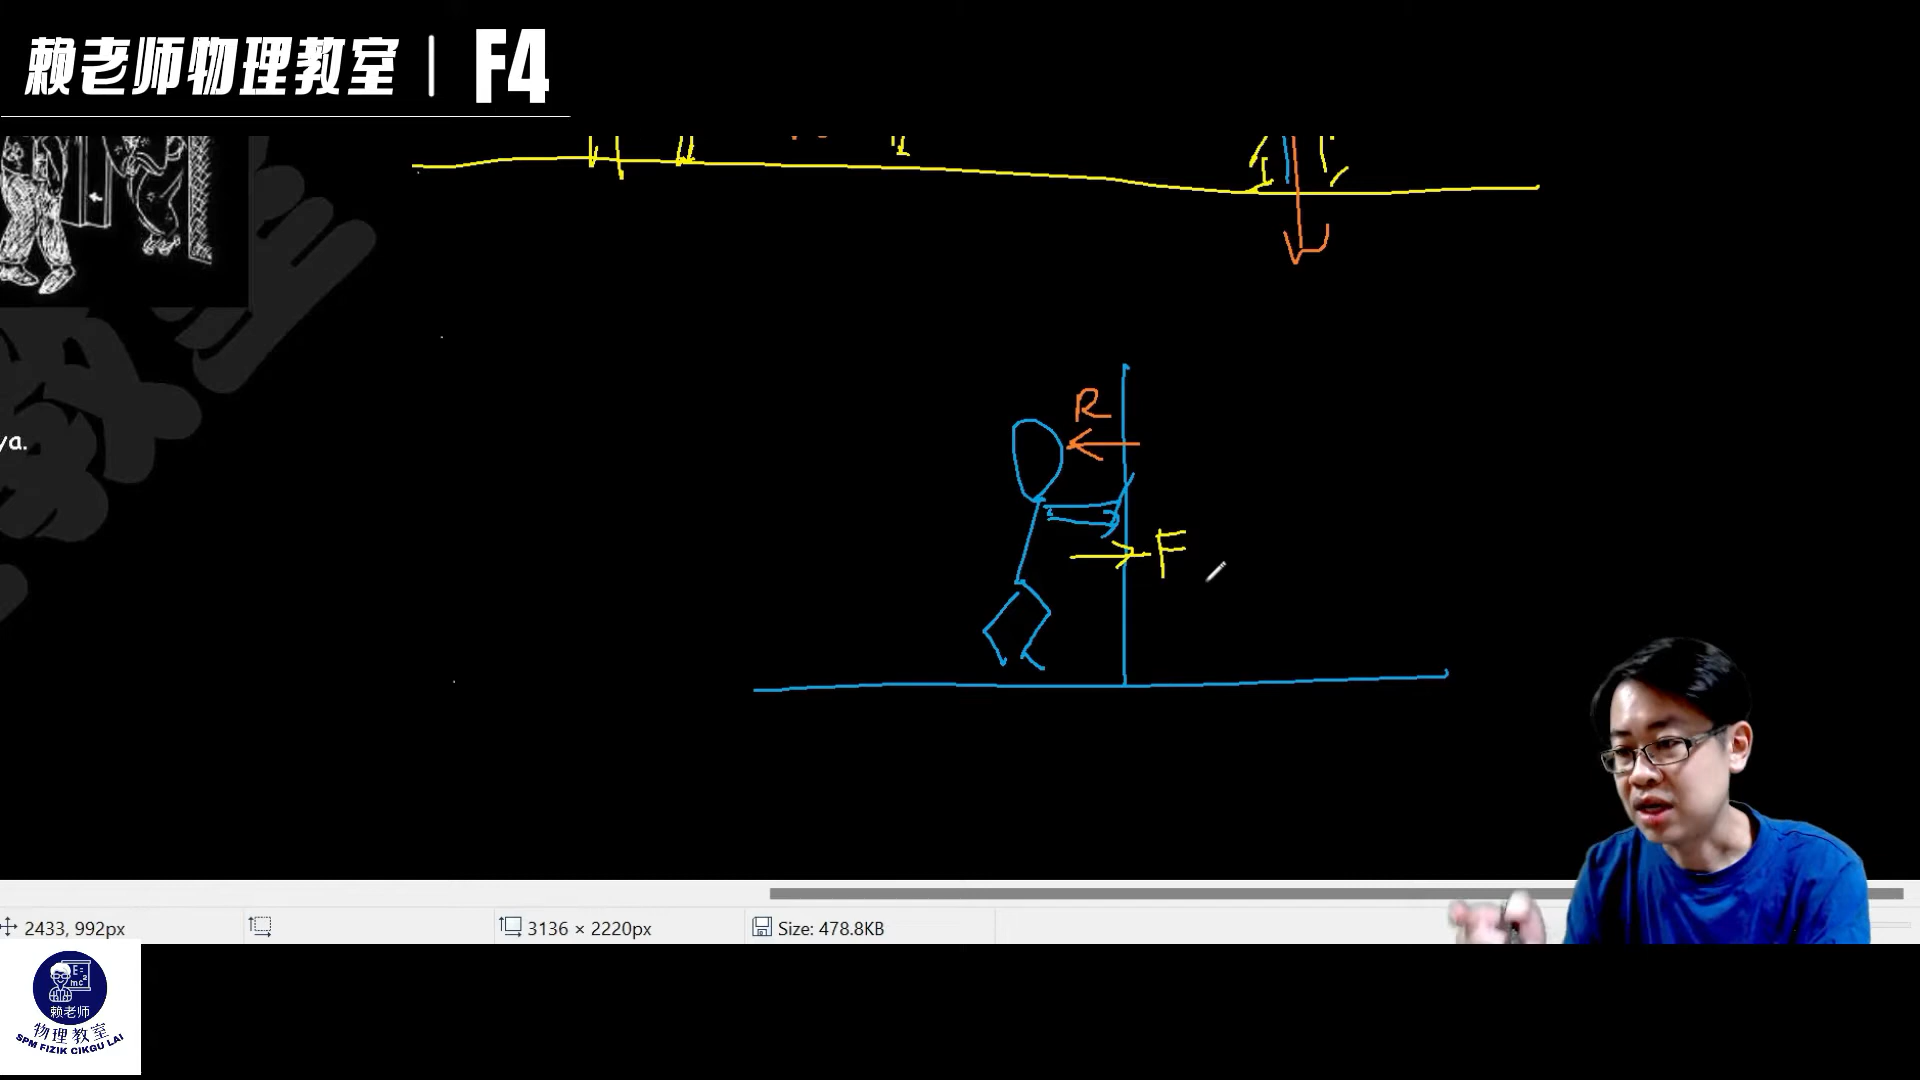 赖老师物理教室 | F4
ya.
R
F
2433, 992px
3136 × 2220px
Size: 478.8KB
E=
mc²
赖老师
物理教室
SPM FIZIK CIKGU LAI